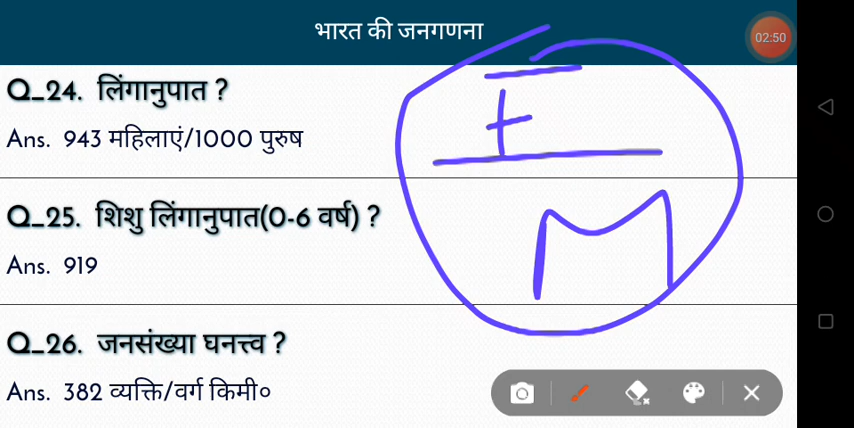 भारत की जनगणना
02:50
Q_24. लिंगानुपात ?
Ans. 943 महिलाएं/1000 पुरुष
F
M
Q_25. शिशु लिंगानुपात(0-6 वर्ष) ?
Ans. 919
Q_26. जनसंख्या घनत्त्व ?
Ans. 382 व्यक्ति/वर्ग किमी०